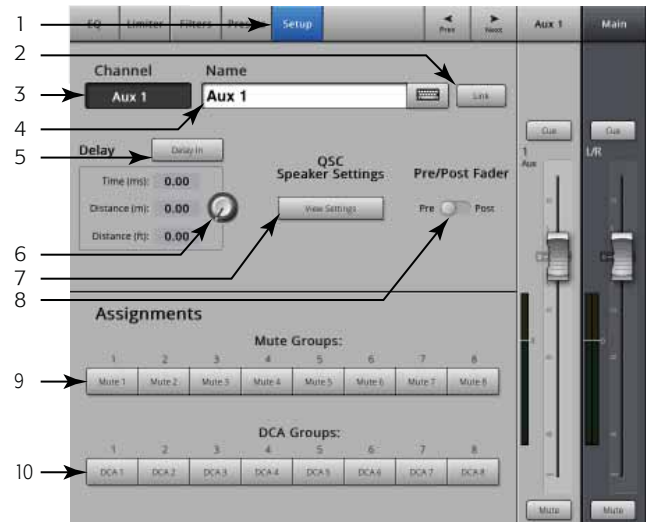 1
EQ Limiter Filters Presets Setup Prev Next Aux 1 Main
2
Channel Name
3
Aux 1 Aux 1 Link
4
Cue Cue
5
Delay Delay In
1 L/R
Aux
QSC
Speaker Settings Pre/Post Fader
Time (ms): 0.00
Distance (m): 0.00
View Settings Pre Post
Distance (ft): 0.00
6
7
8
Assignments
Mute Groups:
1 2 3 4 5 6 7 8
9
Mute 1 Mute 2 Mute 3 Mute 4 Mute 5 Mute 6 Mute 7 Mute 8
DCA Groups:
1 2 3 4 5 6 7 8
10
DCA 1 DCA 2 DCA 3 DCA 4 DCA 5 DCA 6 DCA 7 DCA 8
Mute Mute